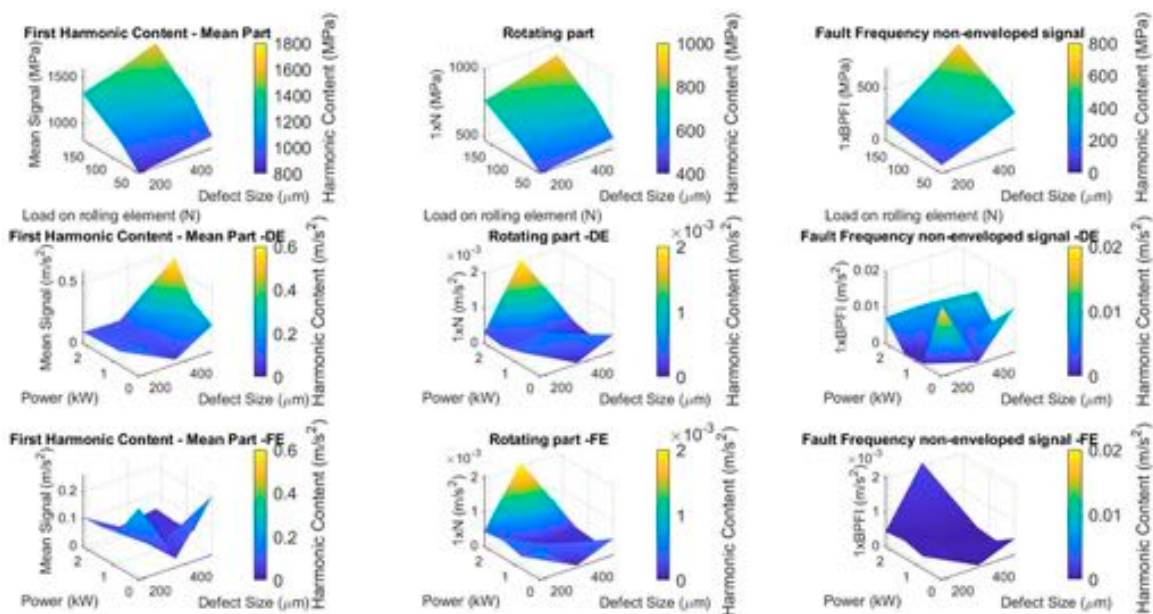 First Harmonic Content - Mean Part
Mean Signal (MPa)
1500
1000
150
100
50
200
400
Load on rolling element (N)
Defect Size (μm)
1800
1600
1400
1200
1000
800
Harmonic Content (MPa)
Rotating part
1xN (MPa)
1000
500
150
100
50
200
400
Load on rolling element (N)
Defect Size (μm)
1000
800
600
400
Harmonic Content (MPa)
Fault Frequency non-enveloped signal
1xBPFI (MPa)
500
0
150
100
50
200
400
Load on rolling element (N)
Defect Size (μm)
800
600
400
200
0
Harmonic Content (MPa)
First Harmonic Content - Mean Part -DE
Mean Signal (m/s²)
0.5
0
2
1
0
200
400
Power (kW)
Defect Size (μm)
0.6
0.4
0.2
0
Harmonic Content (m/s²)
Rotating part -DE
×10⁻³
1xN (m/s²)
2
1
0
2
1
0
200
400
Power (kW)
Defect Size (μm)
×10⁻³
2
1
0
Harmonic Content (m/s²)
Fault Frequency non-enveloped signal -DE
1xBPFI (m/s²)
0.02
0.01
0
2
1
0
200
400
Power (kW)
Defect Size (μm)
0.02
0.01
0
Harmonic Content (m/s²)
First Harmonic Content - Mean Part -FE
Mean Signal (m/s²)
0.2
0.1
0
2
1
0
200
400
Power (kW)
Defect Size (μm)
0.6
0.4
0.2
0
Harmonic Content (m/s²)
Rotating part -FE
×10⁻³
1xN (m/s²)
2
1
0
2
1
0
200
400
Power (kW)
Defect Size (μm)
×10⁻³
2
1
0
Harmonic Content (m/s²)
Fault Frequency non-enveloped signal -FE
×10⁻³
1xBPFI (m/s²)
2
1
0
2
1
0
200
400
Power (kW)
Defect Size (μm)
0.02
0.01
0
Harmonic Content (m/s²)